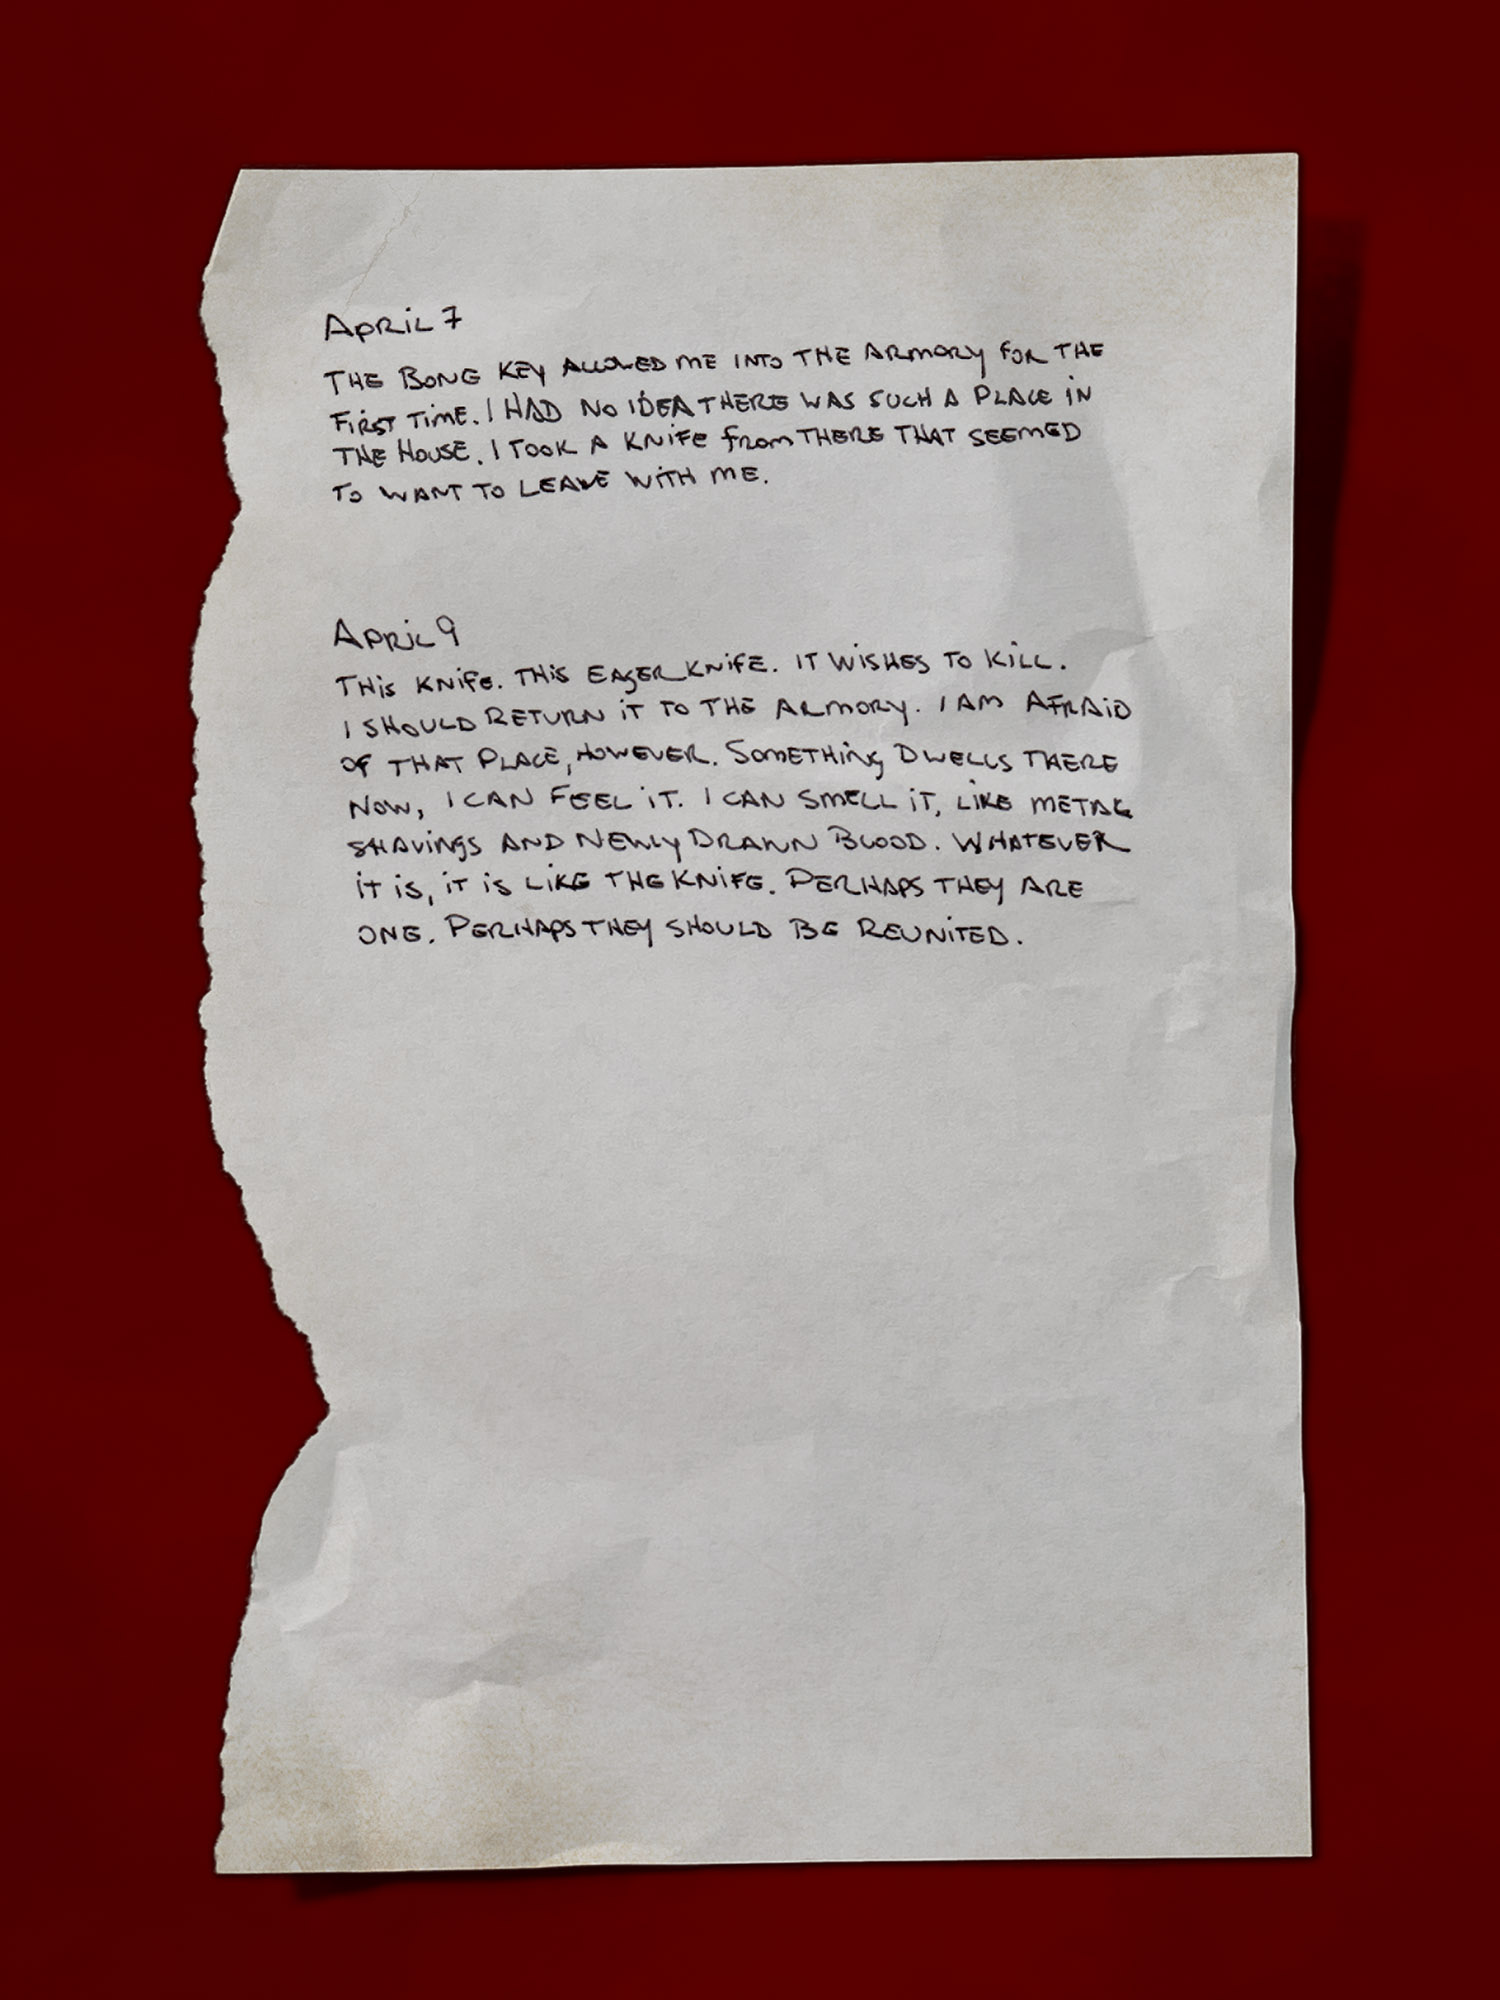 April 7
THE BONE KEY ALLOWED ME INTO THE ARMORY FOR THE
FIRST TIME. I HAD NO IDEA THERE WAS SUCH A PLACE IN
THE HOUSE. I TOOK A KNIFE from THERE THAT SEEMED
TO WANT TO LEAVE WITH ME.
April 9
THIS KNIFE. THIS EAGER KNIFE. IT WISHES TO KILL.
I SHOULD RETURN IT TO THE ARMORY. I AM AFRAID
OF THAT PLACE, HOWEVER. SOMETHING DWELLS THERE
NOW, I CAN FEEL IT. I CAN SMELL IT, LIKE METAL
SHAVINGS AND NEWLY DRAWN BLOOD. WHATEVER
IT IS, IT IS LIKE THE KNIFE. PERHAPS THEY ARE
ONE. PERHAPS THEY SHOULD BE REUNITED.